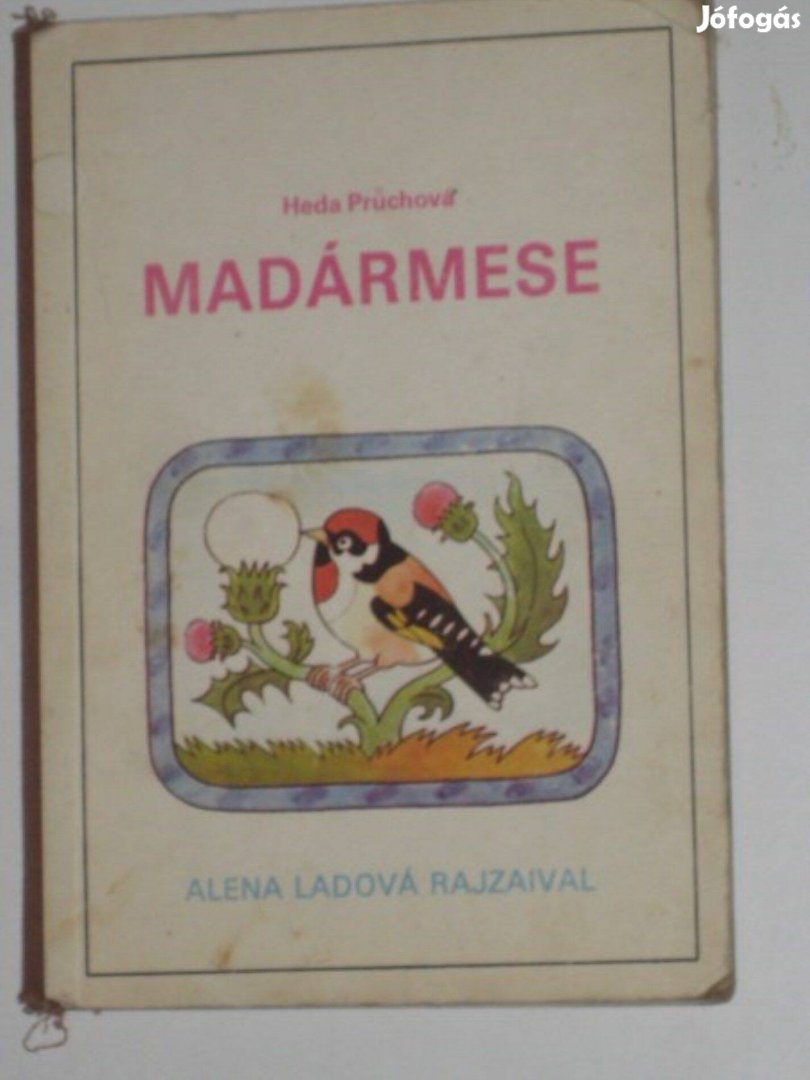 Jófogás
Heda Průchová
MADÁRMESE
ALENA LADOVÁ RAJZAIVAL